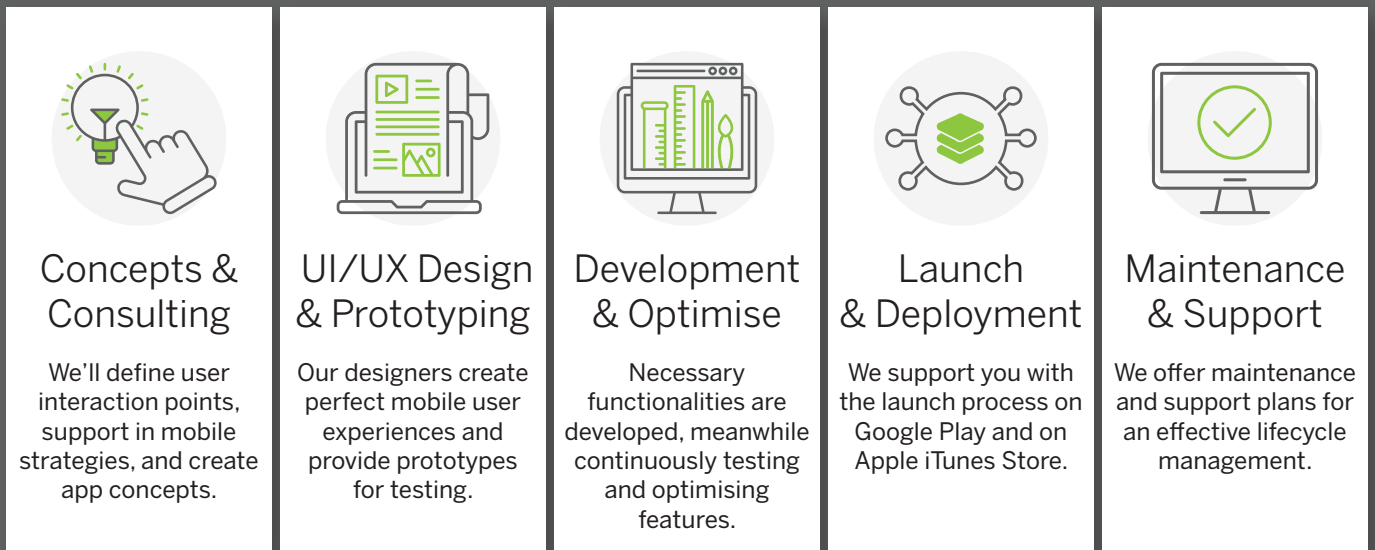 Concepts &
Consulting
We’ll define user
interaction points,
support in mobile
strategies, and create
app concepts.
UI/UX Design
& Prototyping
Our designers create
perfect mobile user
experiences and
provide prototypes
for testing.
Development
& Optimise
Necessary
functionalities are
developed, meanwhile
continuously testing
and optimising
features.
Launch
& Deployment
We support you with
the launch process on
Google Play and on
Apple iTunes Store.
Maintenance
& Support
We offer maintenance
and support plans for
an effective lifecycle
management.